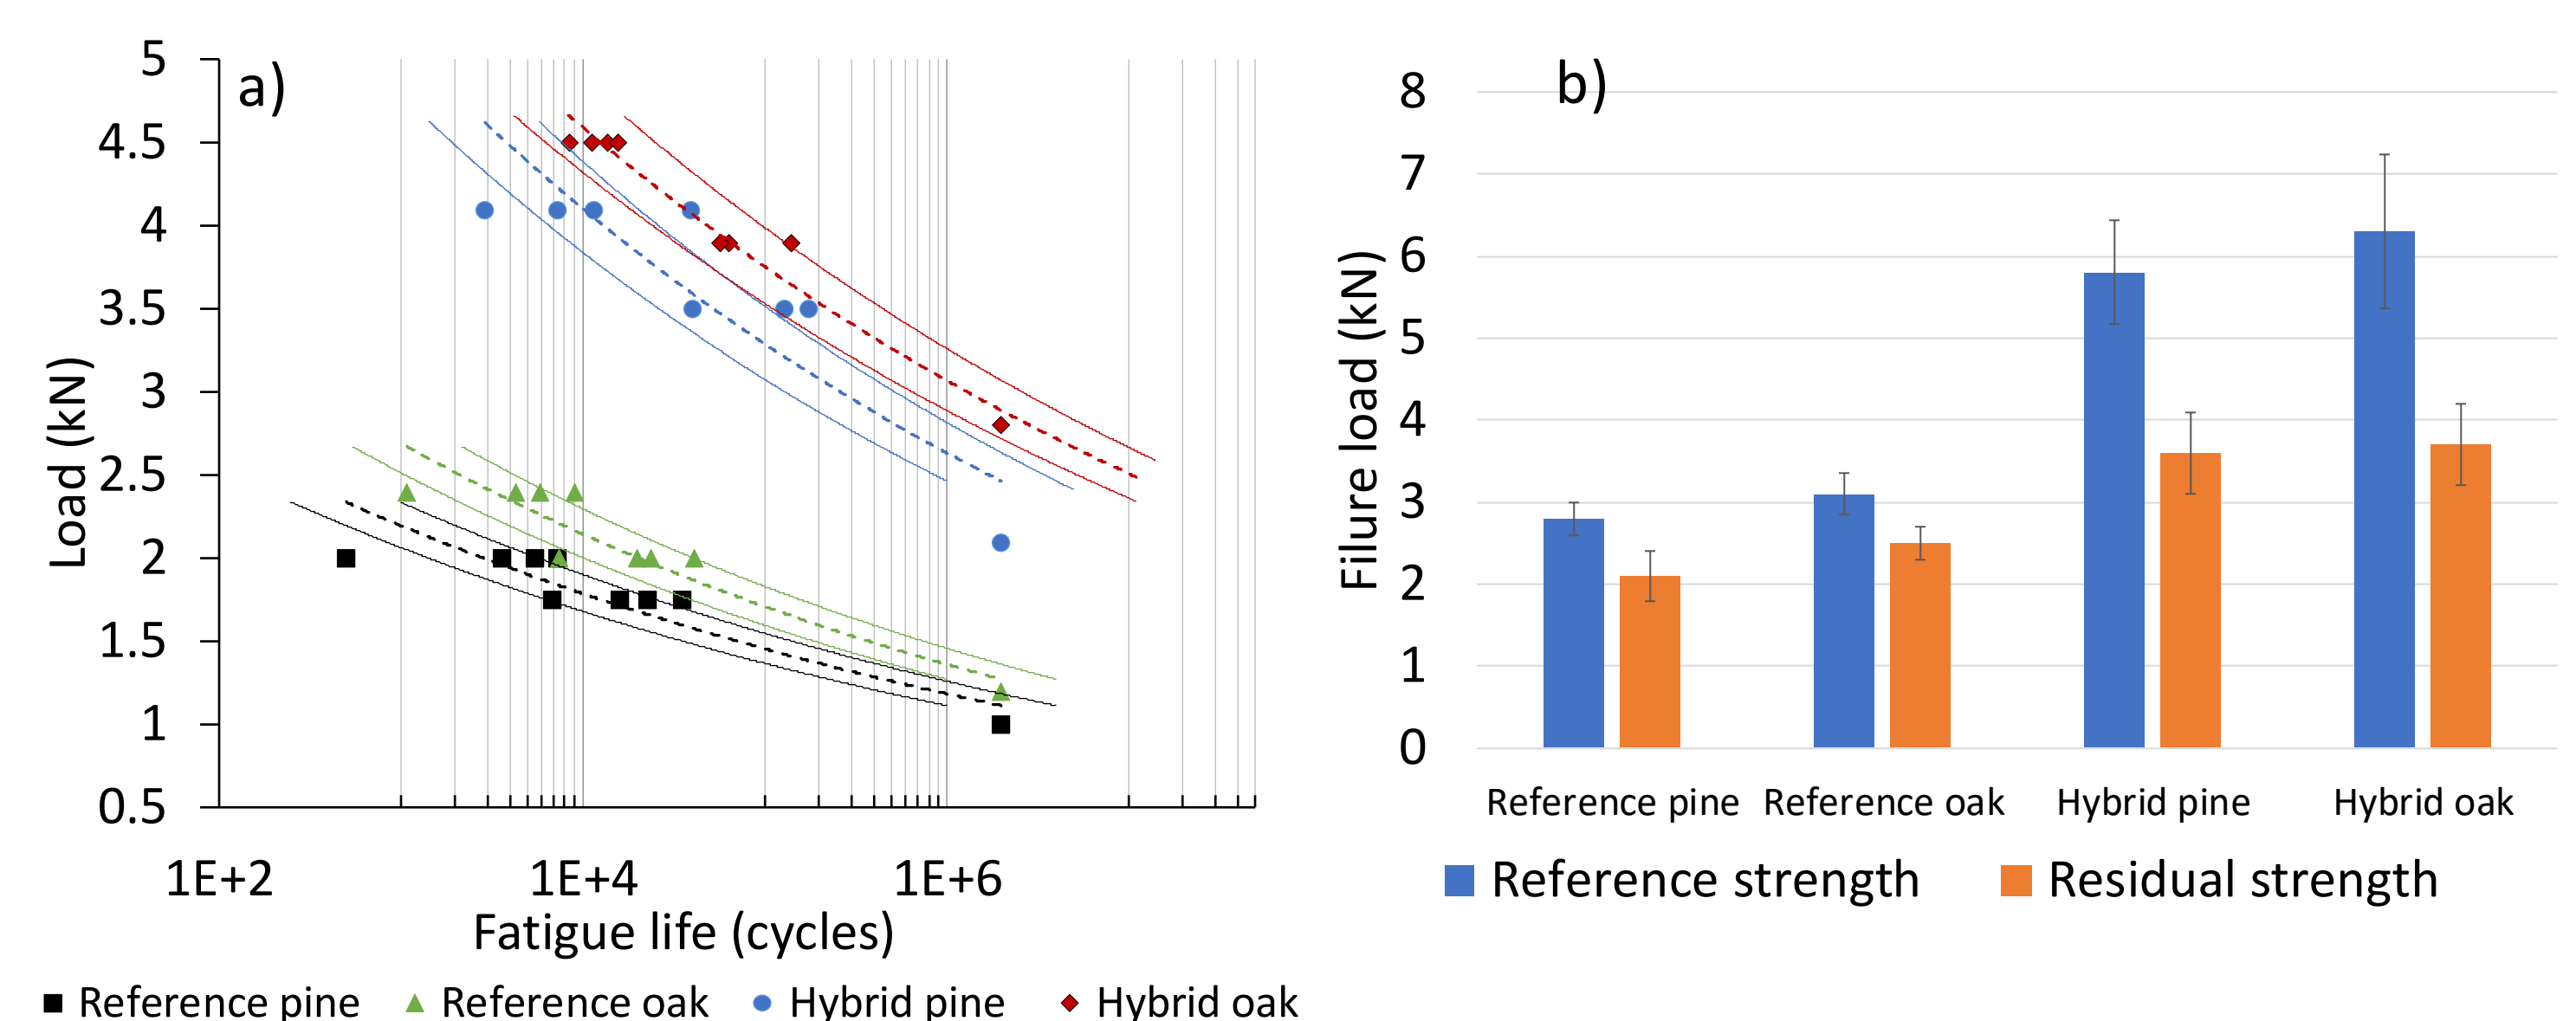 a)
5
4.5
4
3.5
3
2.5
2
1.5
1
0.5
Load (kN)
1E+2 1E+4 1E+6
Fatigue life (cycles)
Reference pine Reference oak Hybrid pine Hybrid oak
b)
8
7
6
5
4
3
2
1
0
Filure load (kN)
Reference pine Reference oak Hybrid pine Hybrid oak
Reference strength Residual strength